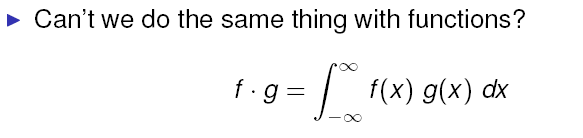 ▶ Can't we do the same thing with functions?
f · g = ∫_{-∞}^{∞} f(x) g(x) dx